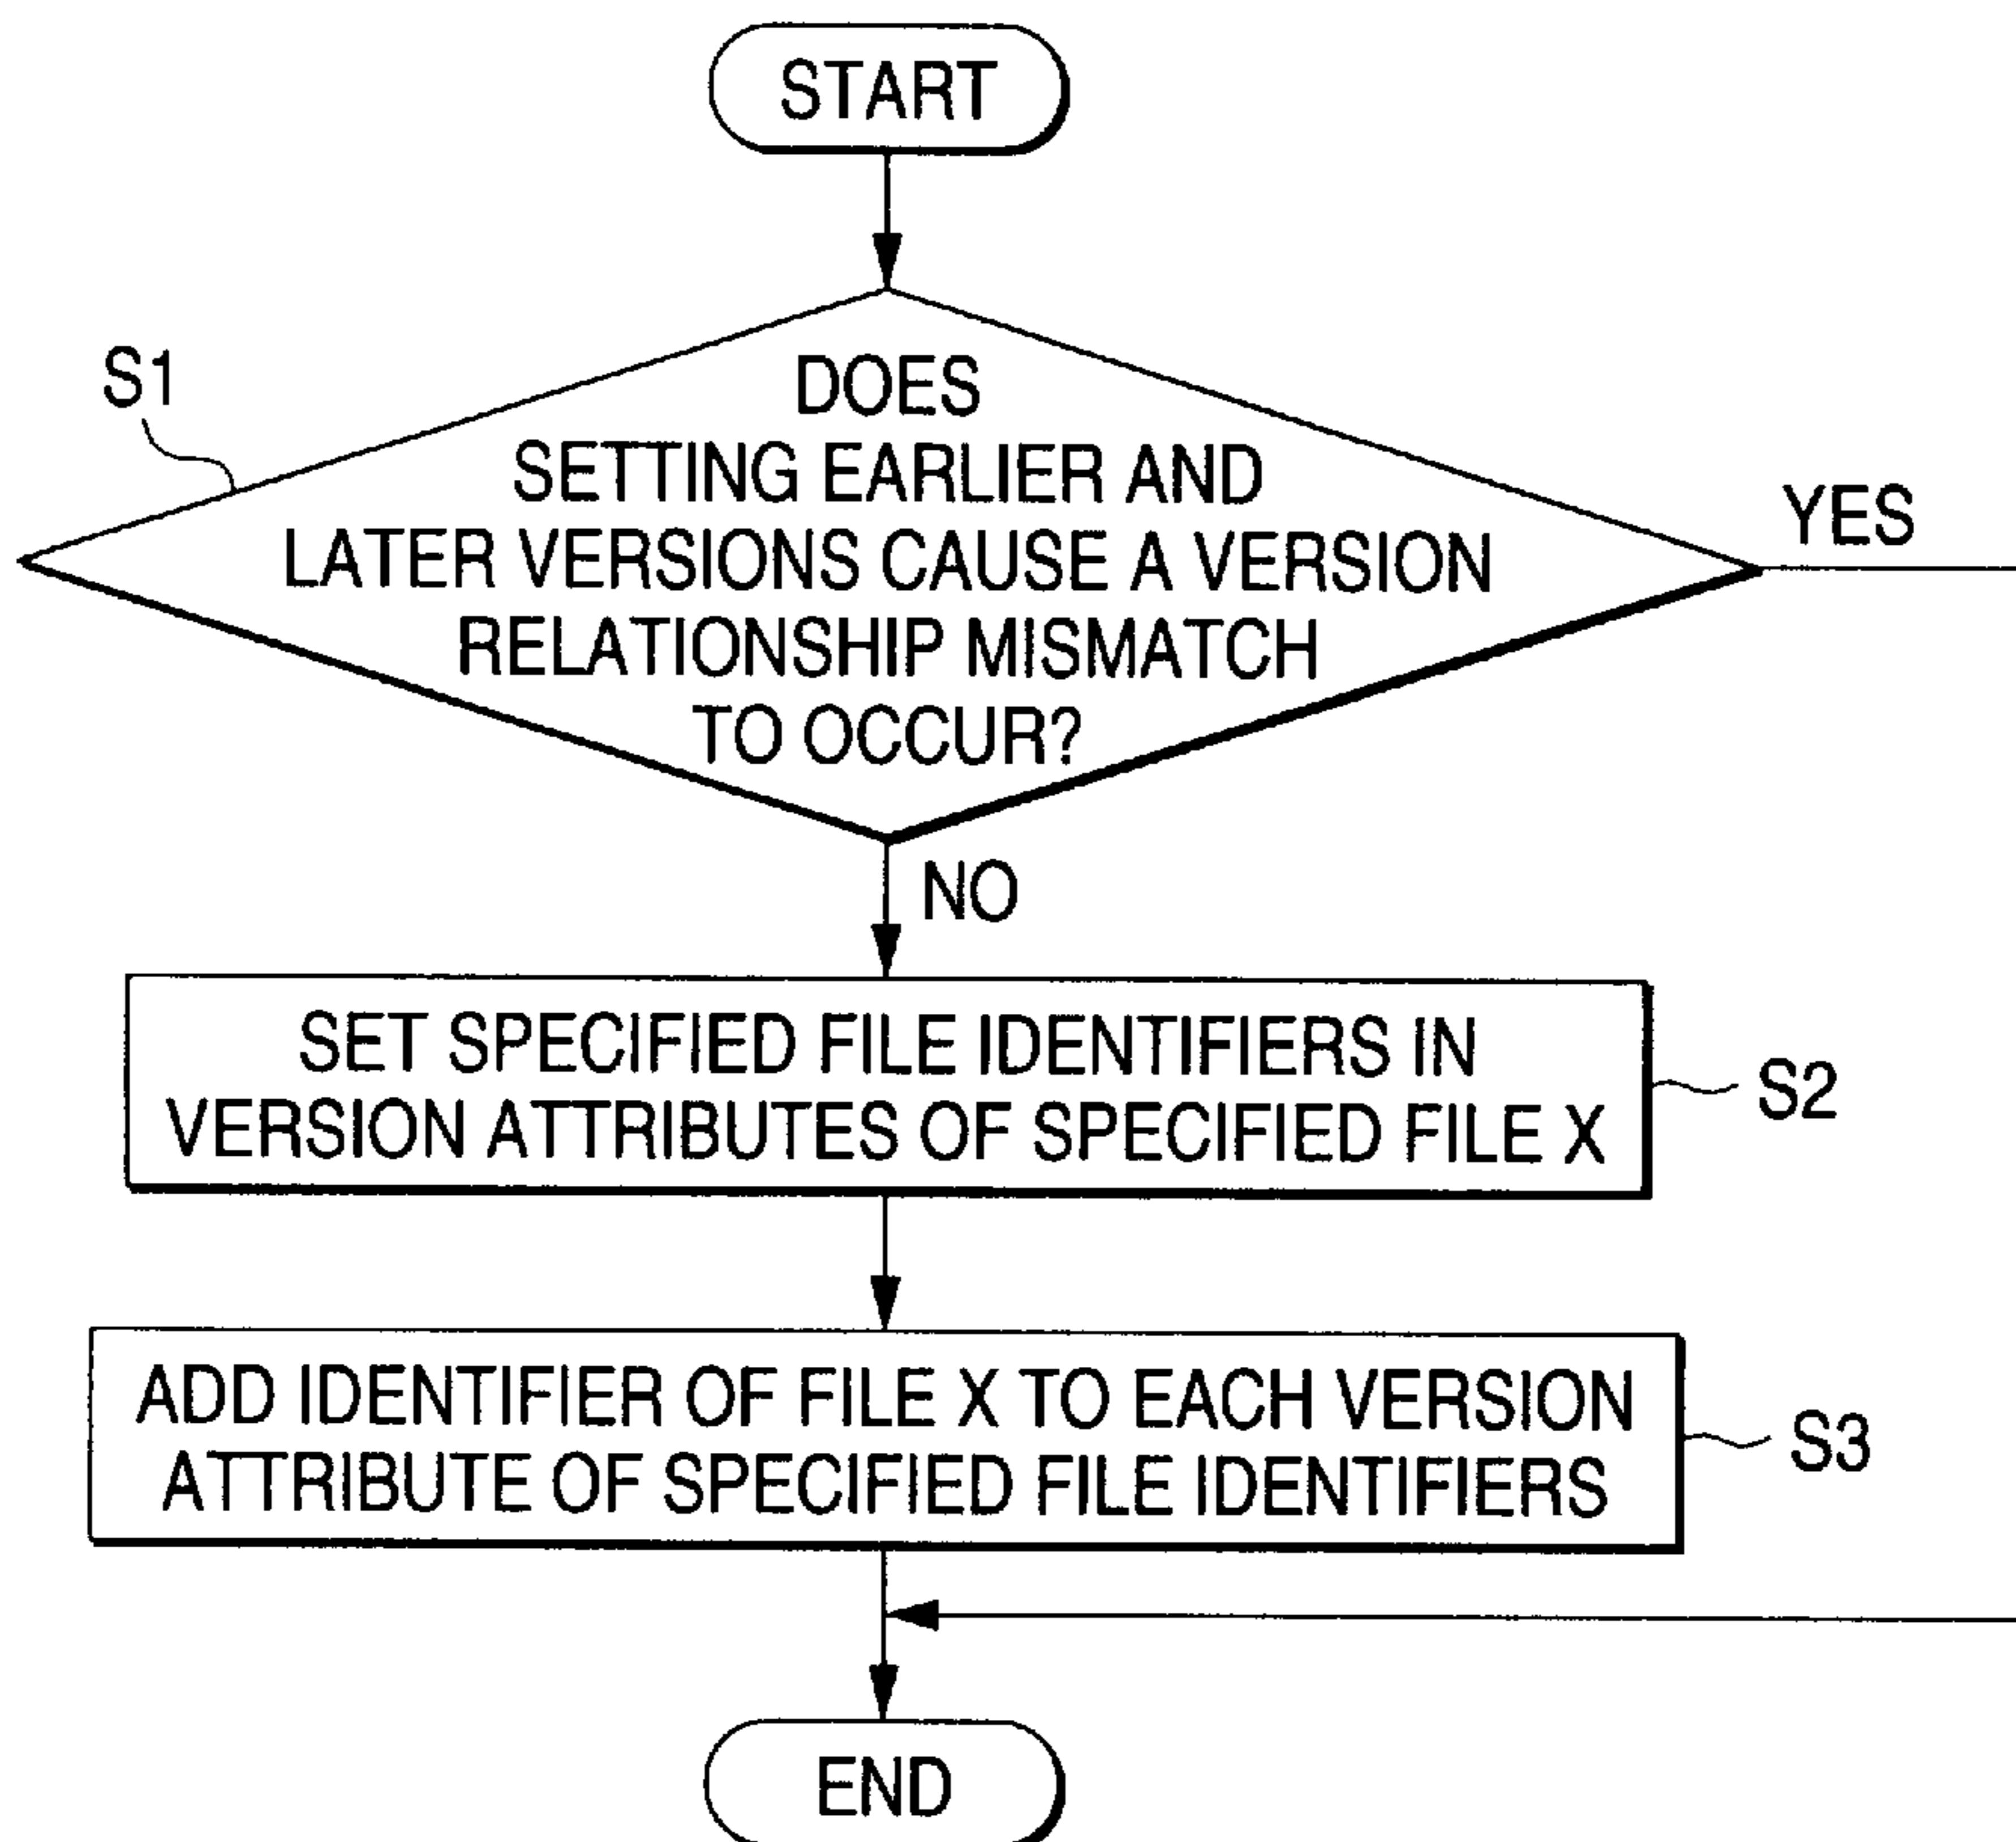 START
S1
DOES
SETTING EARLIER AND
LATER VERSIONS CAUSE A VERSION
RELATIONSHIP MISMATCH
TO OCCUR?
YES
NO
SET SPECIFIED FILE IDENTIFIERS IN
VERSION ATTRIBUTES OF SPECIFIED FILE X
S2
ADD IDENTIFIER OF FILE X TO EACH VERSION
ATTRIBUTE OF SPECIFIED FILE IDENTIFIERS
S3
END